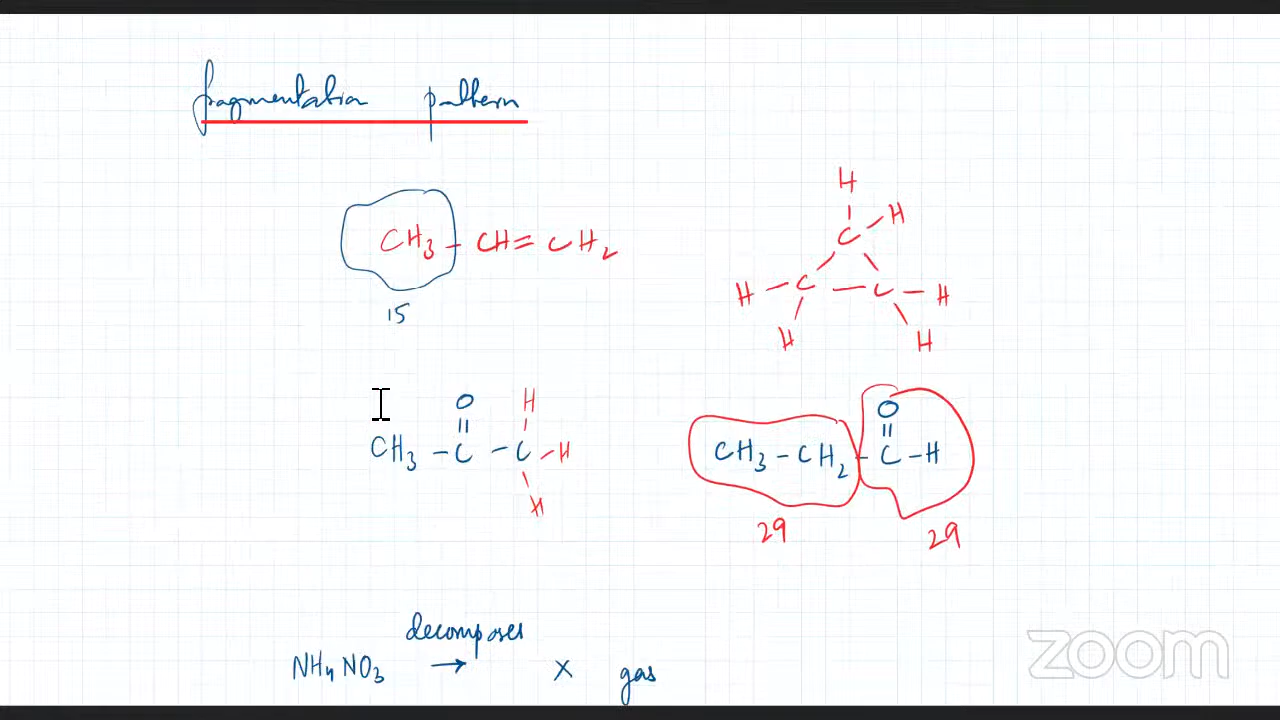 fragmentation pattern
H
H
C
CH3 - CH = CH2
H - C - C - H
15
H
H
O
H
O
CH3 - C - C - H
CH3 - CH2 - C - H
H
29
29
decomposes
NH4NO3 → X gas
zoom